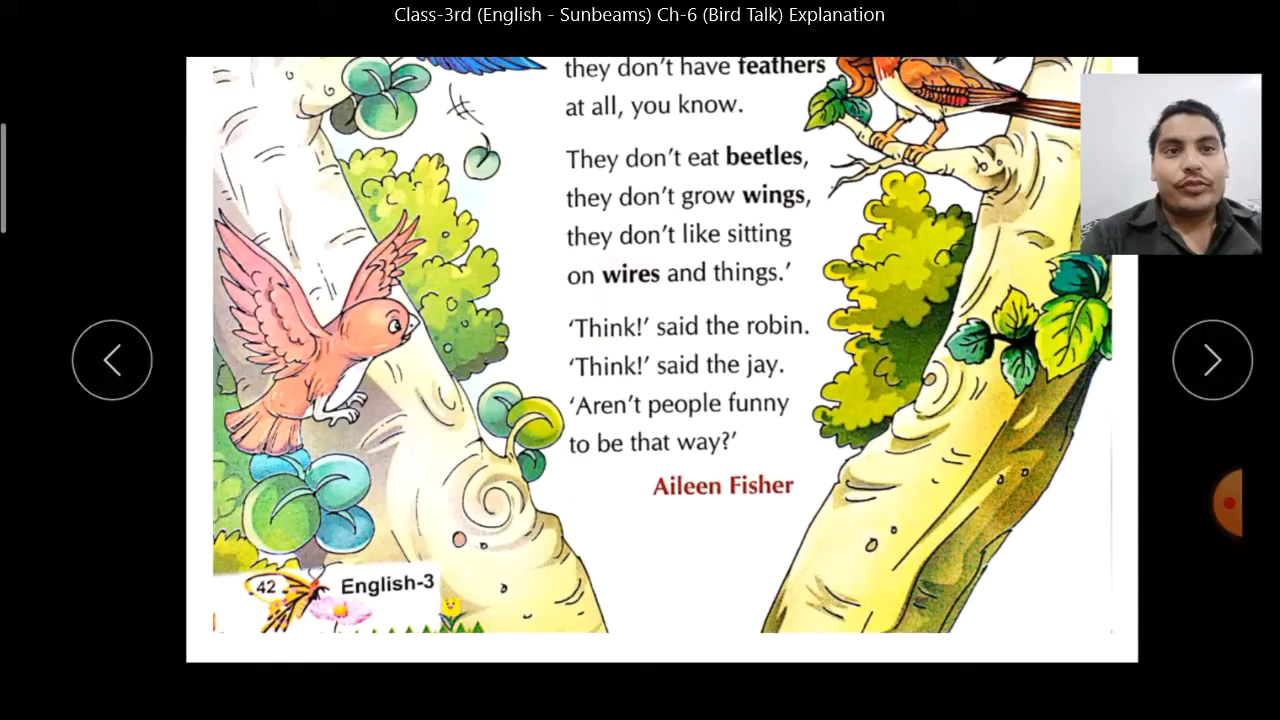 Class-3rd (English - Sunbeams) Ch-6 (Bird Talk) Explanation
they don't have feathers
at all, you know.
They don't eat beetles,
they don't grow wings,
they don't like sitting
on wires and things.'
'Think!' said the robin.
'Think!' said the jay.
'Aren't people funny
to be that way?'
Aileen Fisher
42
English-3